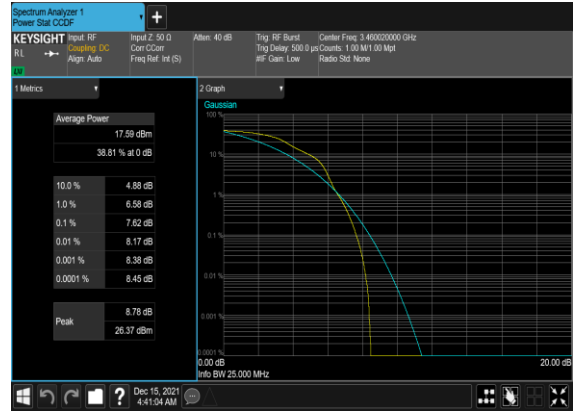 Spectrum Analyzer 1
Power Stat CCDF
KEYSIGHT
Input: RF
Input Z: 50 Ω
Atten: 40 dB
Trig: RF Burst
Center Freq: 3.460020000 GHz
RL
Coupling: DC
Corr CCorr
Trig Delay: 500.0 µs
Counts: 1.00 M/1.00 Mpt
Align: Auto
Freq Ref: Int (S)
#IF Gain: Low
Radio Std: None
1 Metrics
2 Graph
Gaussian
Average Power
17.59 dBm
38.81 % at 0 dB
10.0 % 4.88 dB
1.0 % 6.58 dB
0.1 % 7.62 dB
0.01 % 8.17 dB
0.001 % 8.38 dB
0.0001 % 8.45 dB
Peak
8.78 dB
26.37 dBm
100 %
10 %
1 %
0.1 %
0.01 %
0.001 %
0.0001 %
0.00 dB
20.00 dB
Info BW 25.000 MHz
?
Dec 15, 2021
4:41:04 AM